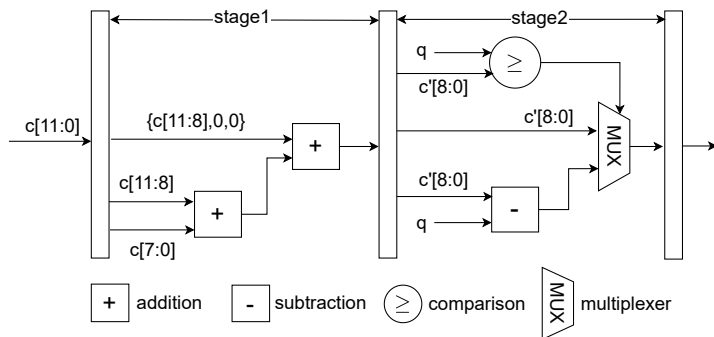 stage1
stage2
q
≥
c'[8:0]
c[11:0]
{c[11:8],0,0}
+
c'[8:0]
MUX
c[11:8]
+
c'[8:0]
-
c[7:0]
q
+ addition
- subtraction
≥ comparison
MUX multiplexer